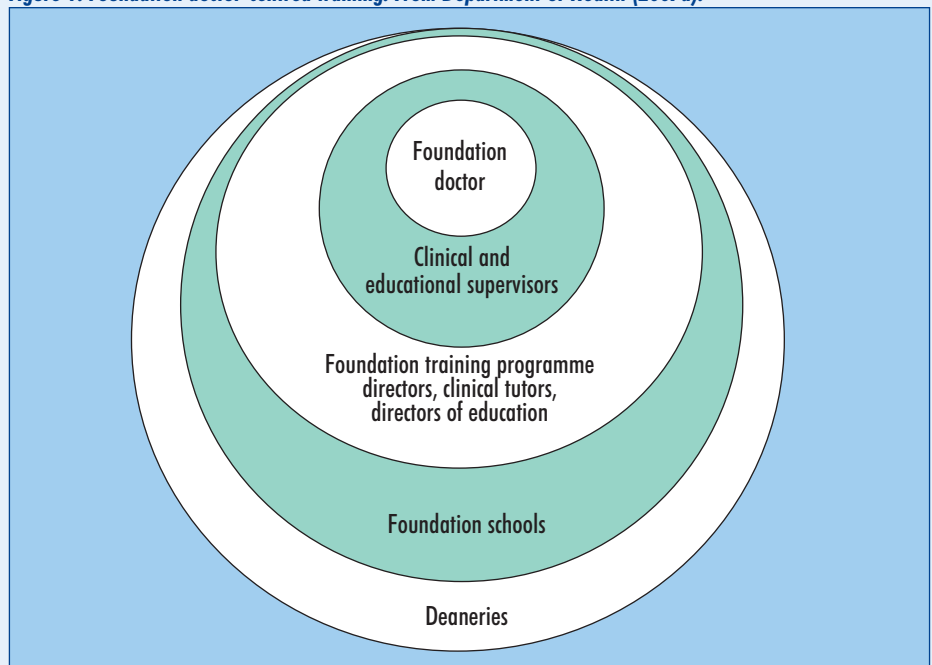 Foundation
doctor
Clinical and
educational supervisors
Foundation training programme
directors, clinical tutors,
directors of education
Foundation schools
Deaneries